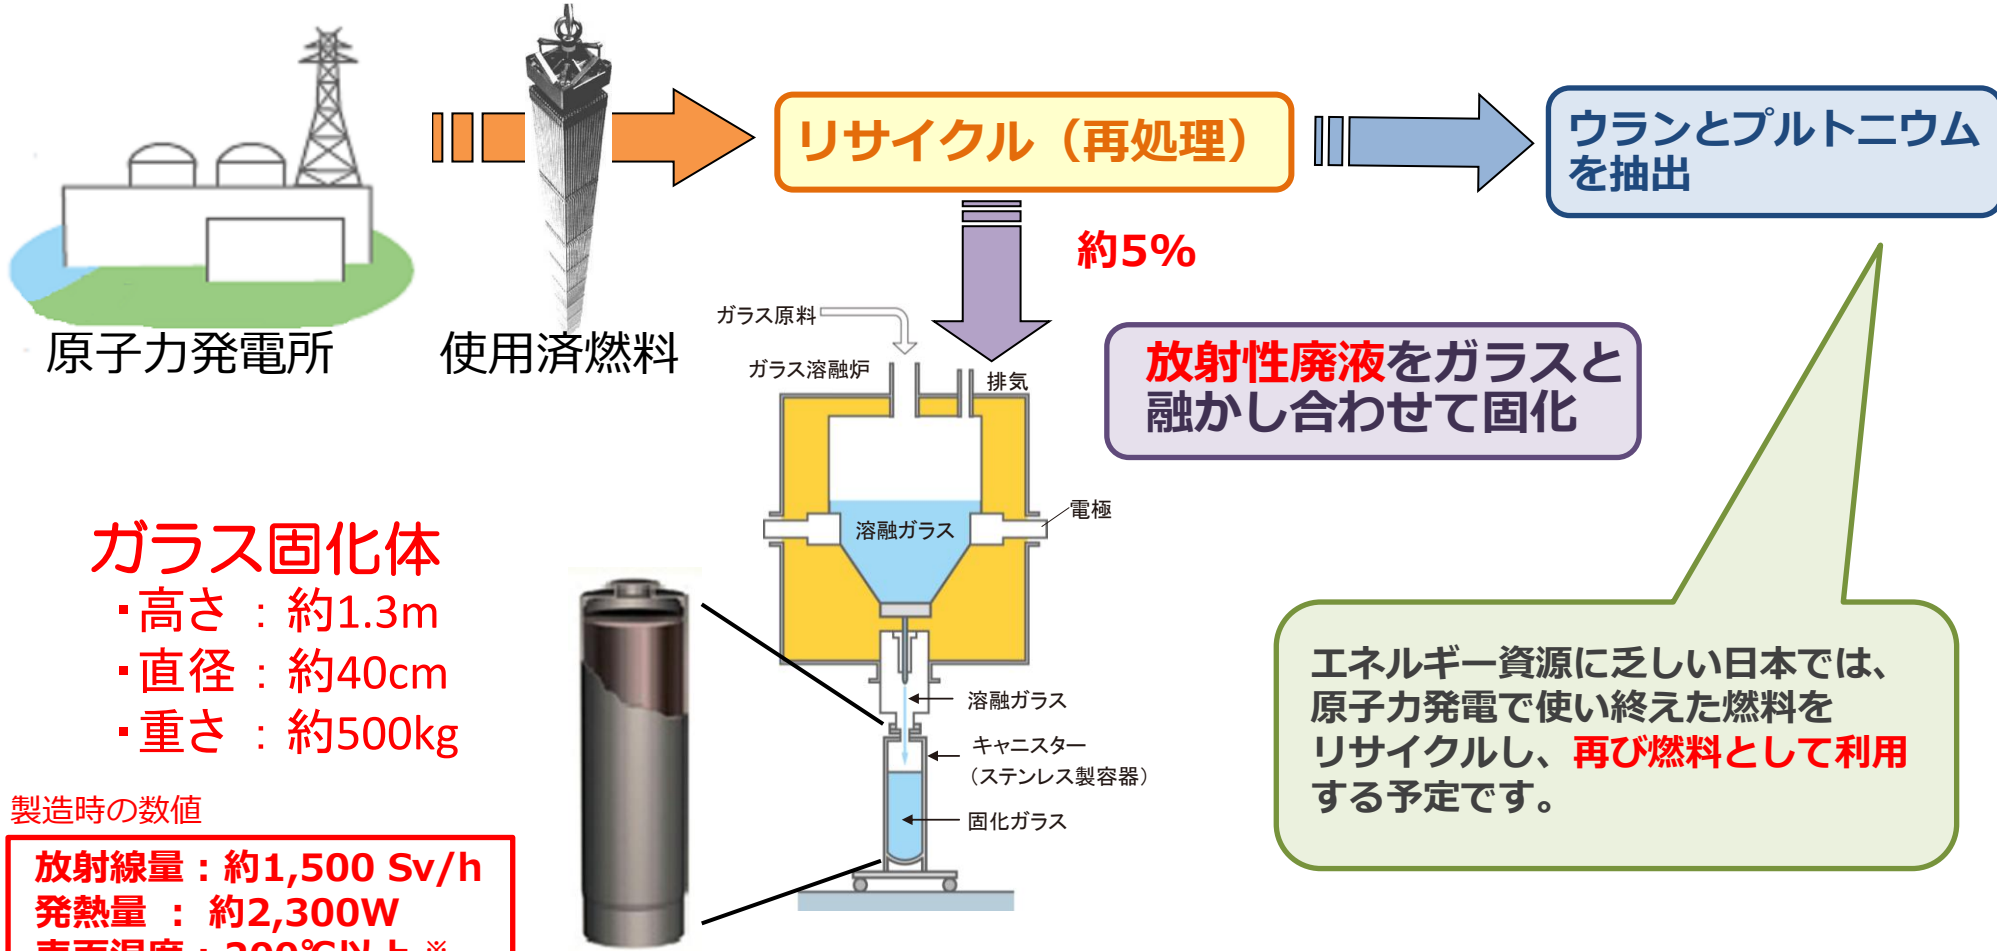 リサイクル（再処理）
ウランとプルトニウム
を抽出
約5%
原子力発電所
使用済燃料
ガラス原料
ガラス溶融炉
排気
放射性廃液をガラスと
融かし合わせて固化
電極
溶融ガラス
ガラス固化体
・高さ：約1.3m
・直径：約40cm
・重さ：約500kg
溶融ガラス
キャニスター
（ステンレス製容器）
固化ガラス
エネルギー資源に乏しい日本では、
原子力発電で使い終えた燃料を
リサイクルし、再び燃料として利用
する予定です。
製造時の数値
放射線量：約1,500 Sv/h
発熱量 ： 約2,300W
表面温度：200℃以上 ※